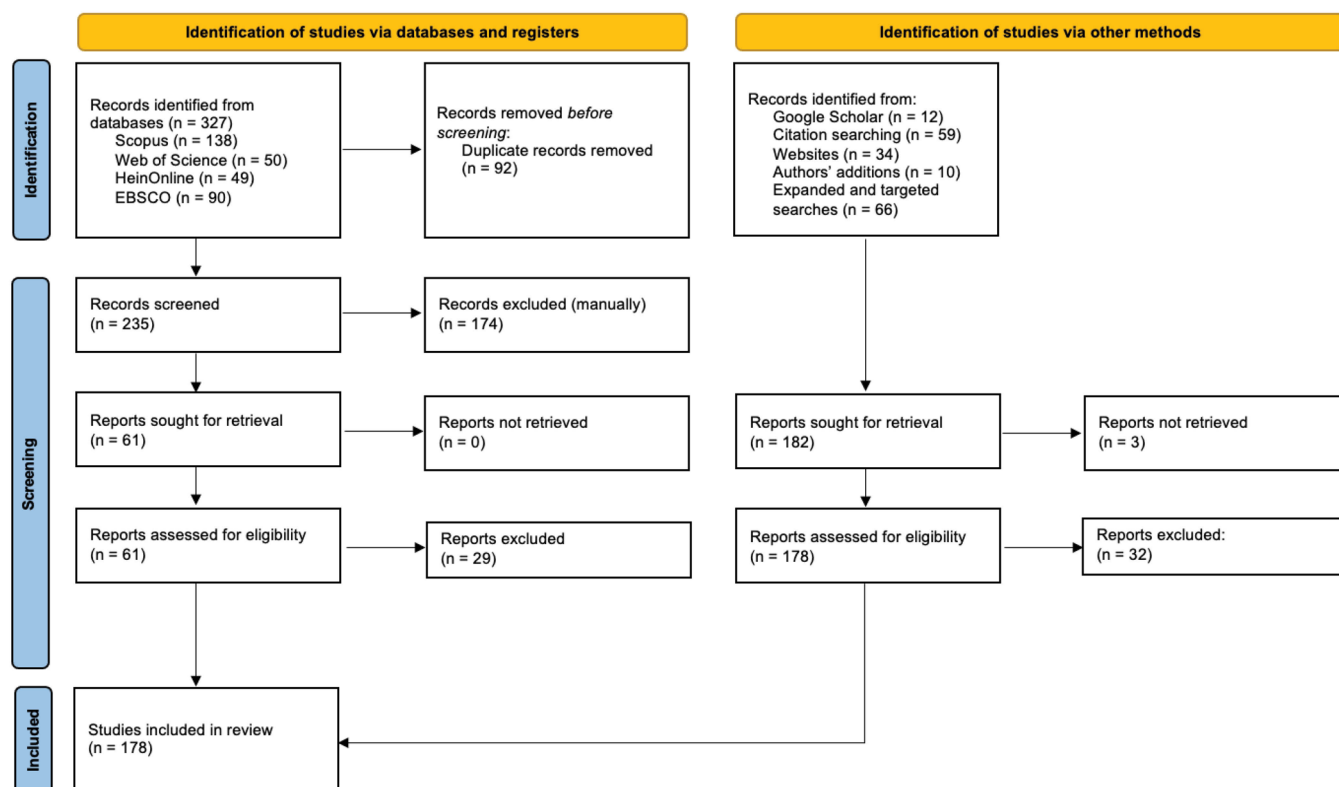 Identification of studies via databases and registers
Identification of studies via other methods
Identification
Records identified from
databases (n = 327)
Scopus (n = 138)
Web of Science (n = 50)
HeinOnline (n = 49)
EBSCO (n = 90)
Records removed before
screening:
Duplicate records removed
(n = 92)
Records identified from:
Google Scholar (n = 12)
Citation searching (n = 59)
Websites (n = 34)
Authors' additions (n = 10)
Expanded and targeted
searches (n = 66)
Screening
Records screened
(n = 235)
Records excluded (manually)
(n = 174)
Reports sought for retrieval
(n = 61)
Reports not retrieved
(n = 0)
Reports sought for retrieval
(n = 182)
Reports not retrieved
(n = 3)
Reports assessed for eligibility
(n = 61)
Reports excluded
(n = 29)
Reports assessed for eligibility
(n = 178)
Reports excluded:
(n = 32)
Included
Studies included in review
(n = 178)